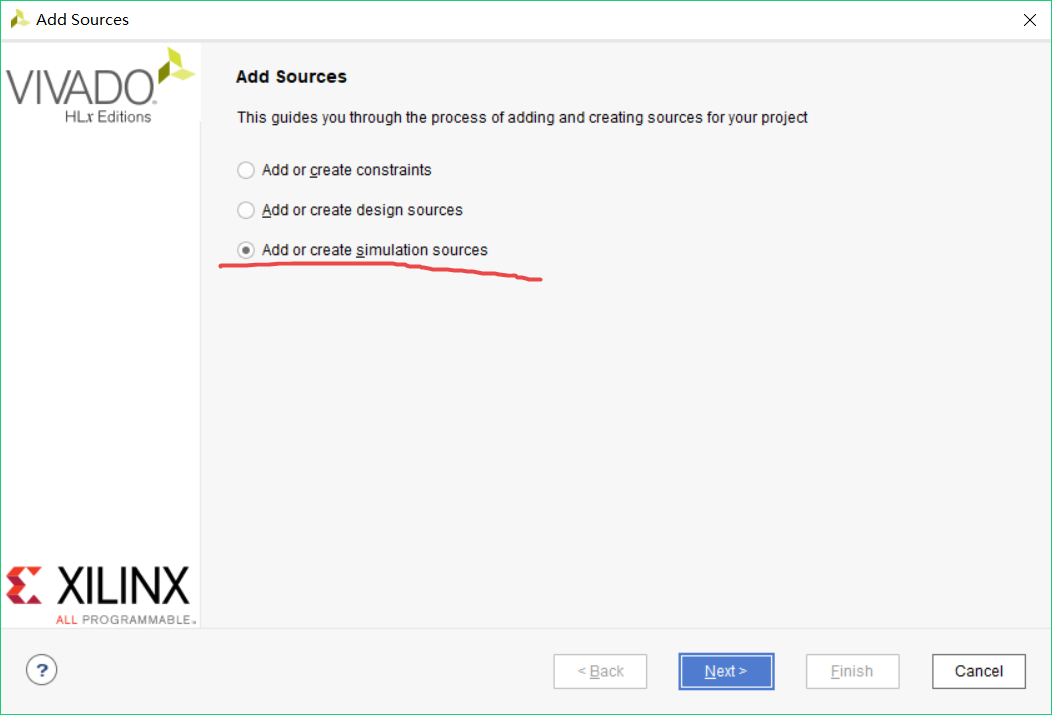 Add Sources
VIVADO
HLx Editions
Add Sources
This guides you through the process of adding and creating sources for your project
Add or create constraints
Add or create design sources
Add or create simulation sources
XILINX
ALL PROGRAMMABLE
?
< Back
Next >
Finish
Cancel